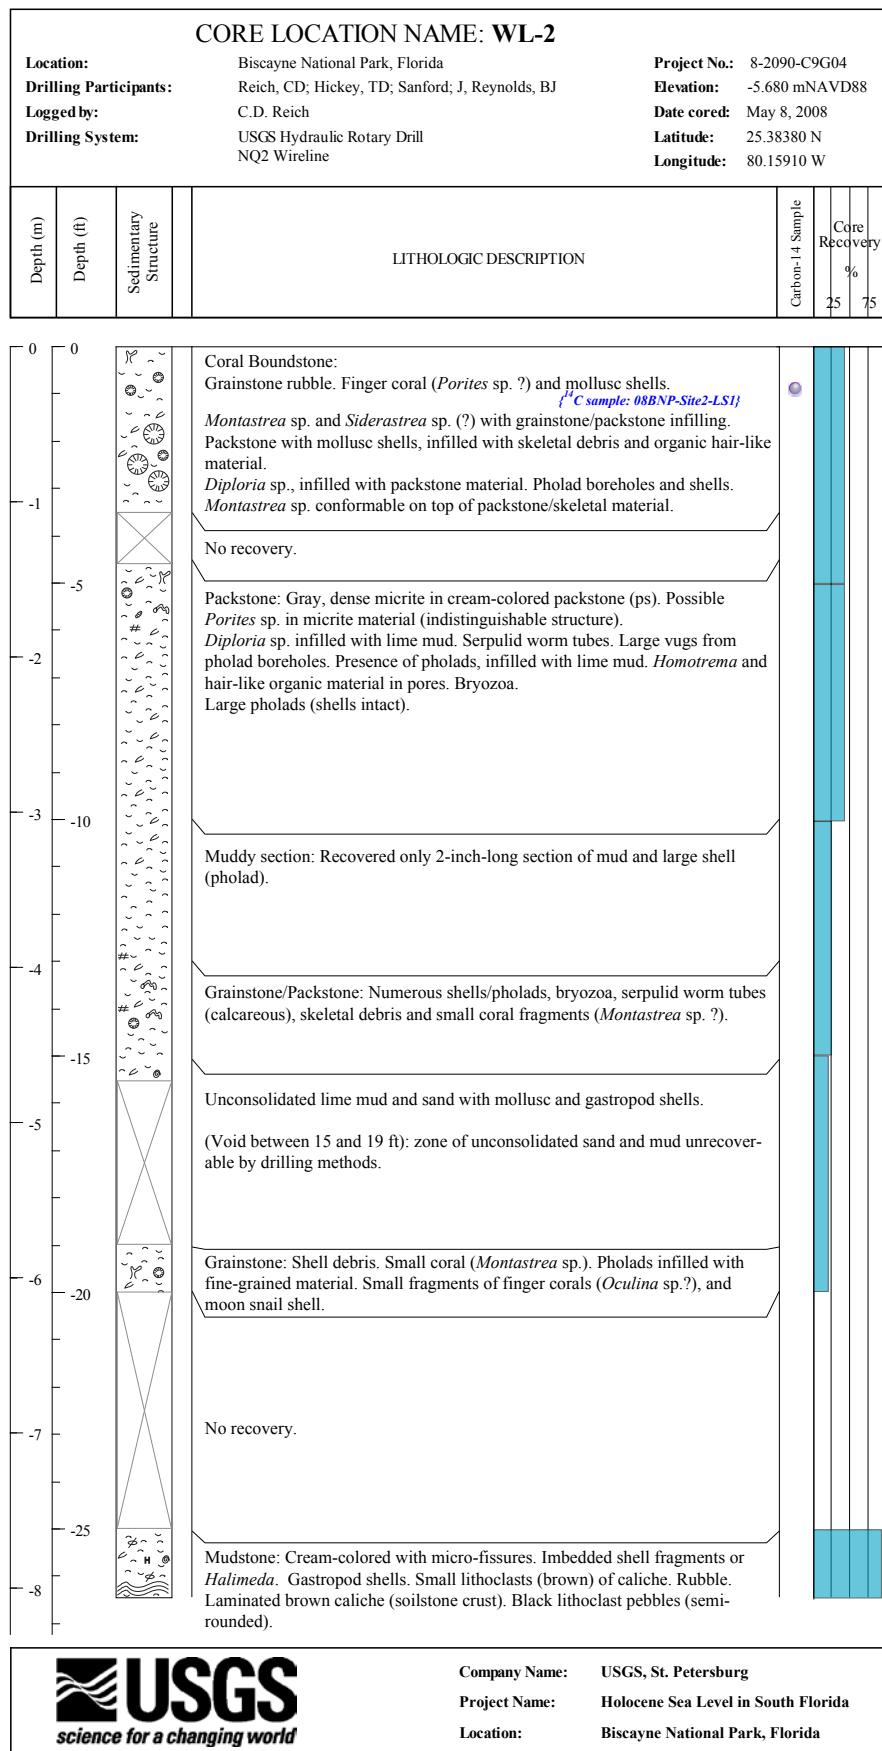 CORE LOCATION NAME: WL-2
Location: Biscayne National Park, Florida Project No.: 8-2090-C9G04
Drilling Participants: Reich, CD; Hickey, TD; Sanford; J, Reynolds, BJ Elevation: -5.680 mNAVD88
Logged by: C.D. Reich Date cored: May 8, 2008
Drilling System: USGS Hydraulic Rotary Drill Latitude: 25.38380 N
NQ2 Wireline Longitude: 80.15910 W
Depth (m)
Depth (ft)
Sedimentary
Structure
LITHOLOGIC DESCRIPTION
Carbon-14 Sample
Core
Recovery
%
25 75
0 0
Coral Boundstone:
Grainstone rubble. Finger coral (Porites sp. ?) and mollusc shells.
{14C sample: 08BNP-Site2-LS1}
Montastrea sp. and Siderastrea sp. (?) with grainstone/packstone infilling.
Packstone with mollusc shells, infilled with skeletal debris and organic hair-like
material.
Diploria sp., infilled with packstone material. Pholad boreholes and shells.
Montastrea sp. conformable on top of packstone/skeletal material.
-1
No recovery.
-5
Packstone: Gray, dense micrite in cream-colored packstone (ps). Possible
Porites sp. in micrite material (indistinguishable structure).
Diploria sp. infilled with lime mud. Serpulid worm tubes. Large vugs from
-2
pholad boreholes. Presence of pholads, infilled with lime mud. Homotrema and
hair-like organic material in pores. Bryozoa.
Large pholads (shells intact).
-3
-10
Muddy section: Recovered only 2-inch-long section of mud and large shell
(pholad).
-4
Grainstone/Packstone: Numerous shells/pholads, bryozoa, serpulid worm tubes
(calcareous), skeletal debris and small coral fragments (Montastrea sp. ?).
-15
Unconsolidated lime mud and sand with mollusc and gastropod shells.
-5
(Void between 15 and 19 ft): zone of unconsolidated sand and mud unrecover-
able by drilling methods.
Grainstone: Shell debris. Small coral (Montastrea sp.). Pholads infilled with
-6
fine-grained material. Small fragments of finger corals (Oculina sp.?), and
-20
moon snail shell.
-7
No recovery.
-25
H
Mudstone: Cream-colored with micro-fissures. Imbedded shell fragments or
Halimeda. Gastropod shells. Small lithoclasts (brown) of caliche. Rubble.
-8
Laminated brown caliche (soilstone crust). Black lithoclast pebbles (semi-
rounded).
USGS
science for a changing world
Company Name: USGS, St. Petersburg
Project Name: Holocene Sea Level in South Florida
Location: Biscayne National Park, Florida